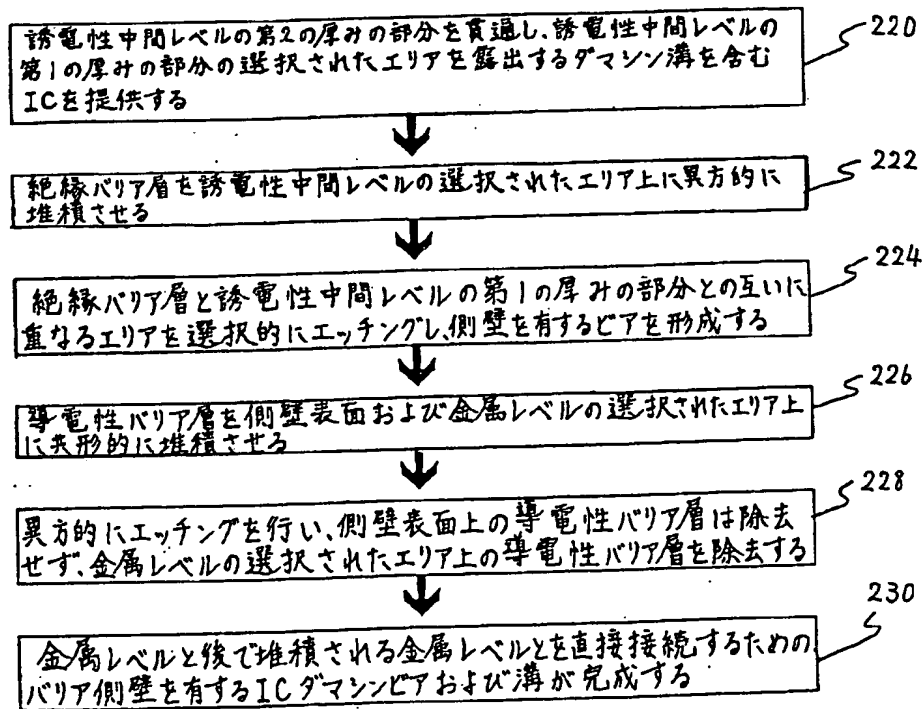 誘電性中間レベルの第2の厚みの部分を貫通し、誘電性中間レベルの
第1の厚みの部分の選択されたエリアを露出するダマシン溝を含む
ICを提供する
220
絶縁バリア層を誘電性中間レベルの選択されたエリア上に異方的に
堆積させる
222
絶縁バリア層と誘電性中間レベルの第1の厚みの部分との互いに
重なるエリアを選択的にエッチングし、側壁を有するビアを形成する
224
導電性バリア層を側壁表面および金属レベルの選択されたエリア上
に共形的に堆積させる
226
異方的にエッチングを行い、側壁表面上の導電性バリア層は除去
せず、金属レベルの選択されたエリア上の導電性バリア層を除去する
228
金属レベルと後で堆積される金属レベルとを直接接続するための
バリア側壁を有するICダマシンビアおよび溝が完成する
230